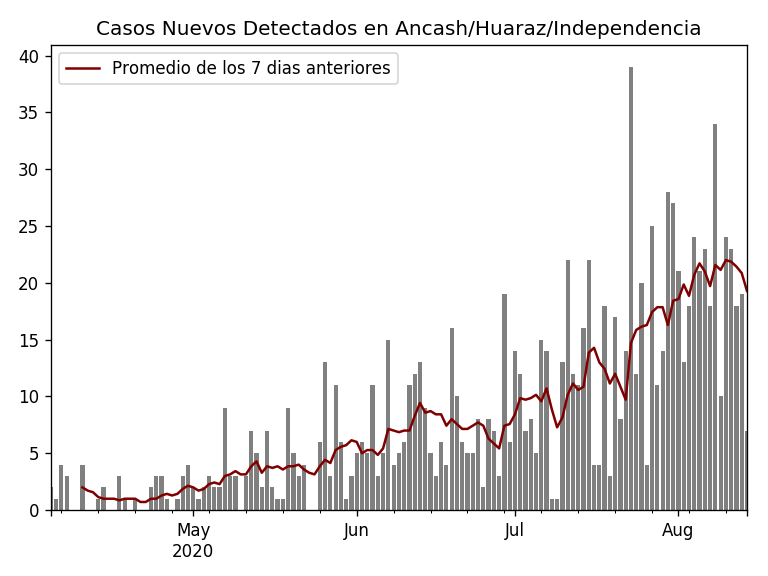 Casos Nuevos Detectados en Ancash/Huaraz/Independencia
Promedio de los 7 dias anteriores
40
35
30
25
20
15
10
5
0
May
2020
Jun
Jul
Aug